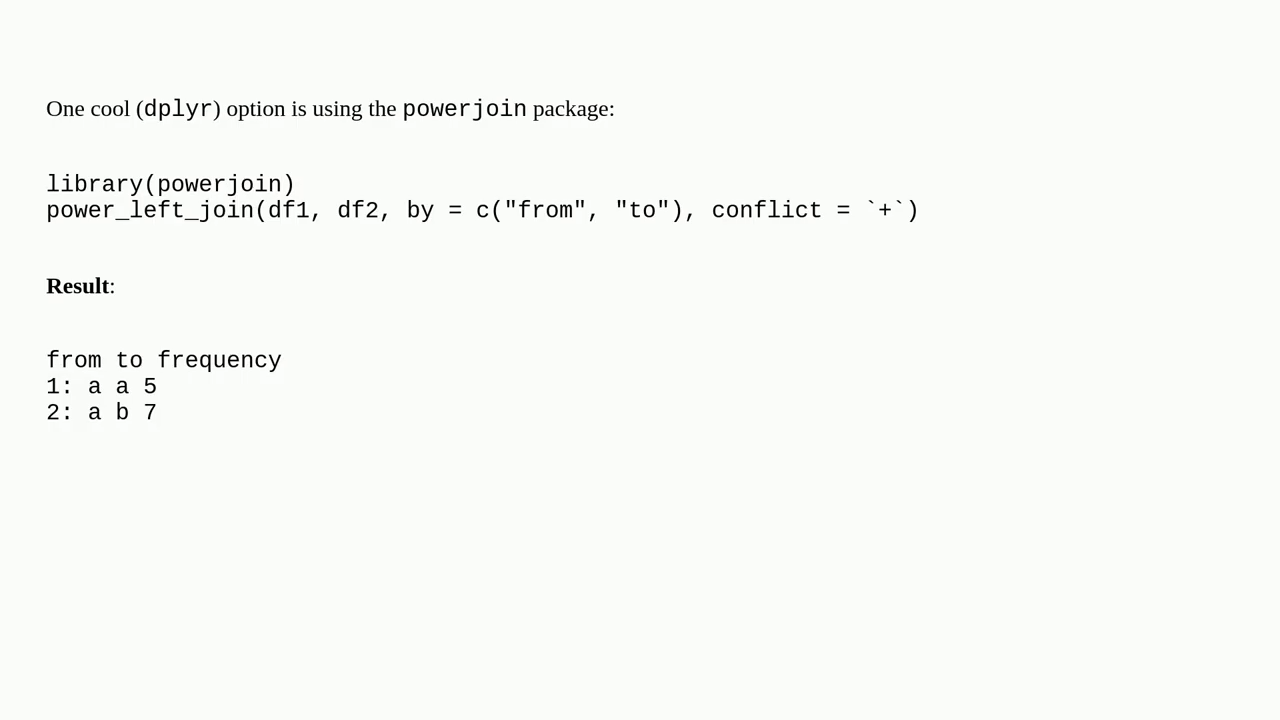 One cool (dplyr) option is using the powerjoin package:
library(powerjoin)
power_left_join(df1, df2, by = c("from", "to"), conflict = `+`)
Result:
from to frequency
1: a a 5
2: a b 7